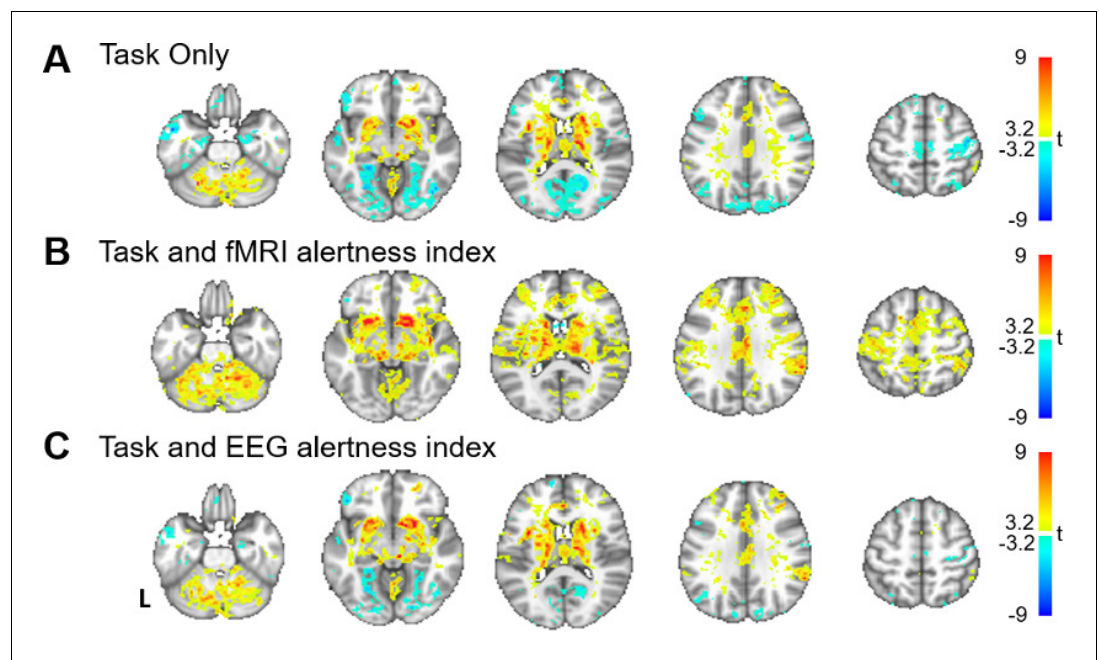 A Task Only
9
3.2
-3.2 t
-9
B Task and fMRI alertness index
9
3.2
-3.2 t
-9
C Task and EEG alertness index
9
3.2
-3.2 t
L
-9